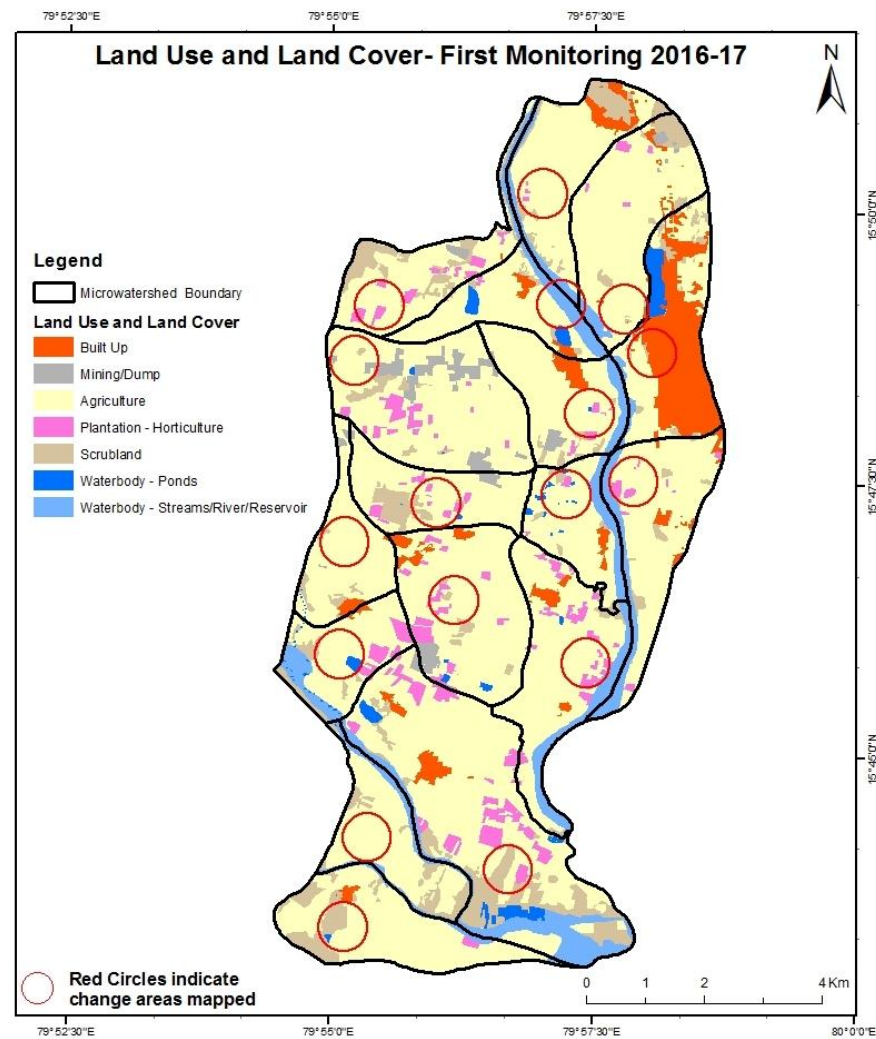 79°52'30"E 79°55'0"E 79°57'30"E
Land Use and Land Cover- First Monitoring 2016-17
N
15°50'0"N
Legend
Microwatershed Boundary
Land Use and Land Cover
Built Up
Mining/Dump
Agriculture
Plantation - Horticulture
Scrubland
Waterbody - Ponds
Waterbody - Streams/River/Reservoir
15°47'30"N
15°45'0"N
Red Circles indicate
change areas mapped
0 1 2 4 Km
79°52'30"E 79°55'0"E 79°57'30"E 80°0'0"E